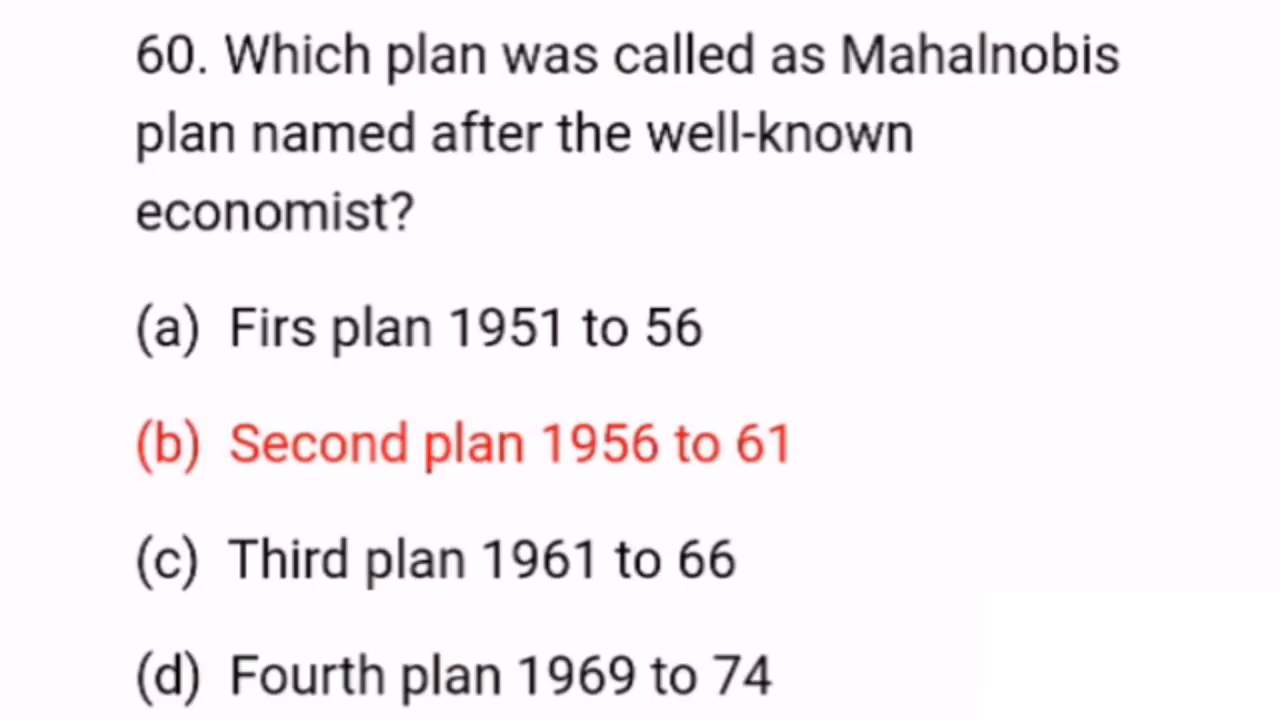 60. Which plan was called as Mahalnobis
plan named after the well-known
economist?
(a) Firs plan 1951 to 56
(b) Second plan 1956 to 61
(c) Third plan 1961 to 66
(d) Fourth plan 1969 to 74